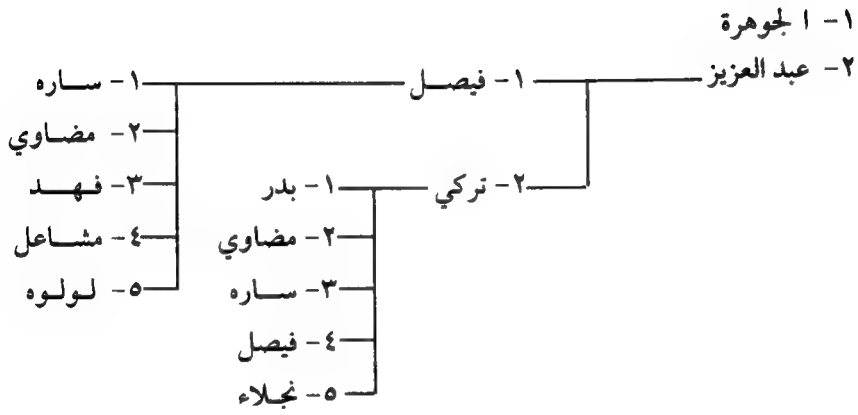 ١- الجوهرة
٢- عبد العزيز
١- فيصل
١- ساره
٢- مضاوي
٣- فهد
٤- مشاعل
٥- لولوه
٢- تركي
١- بدر
٢- مضاوي
٣- ساره
٤- فيصل
٥- نجلاء